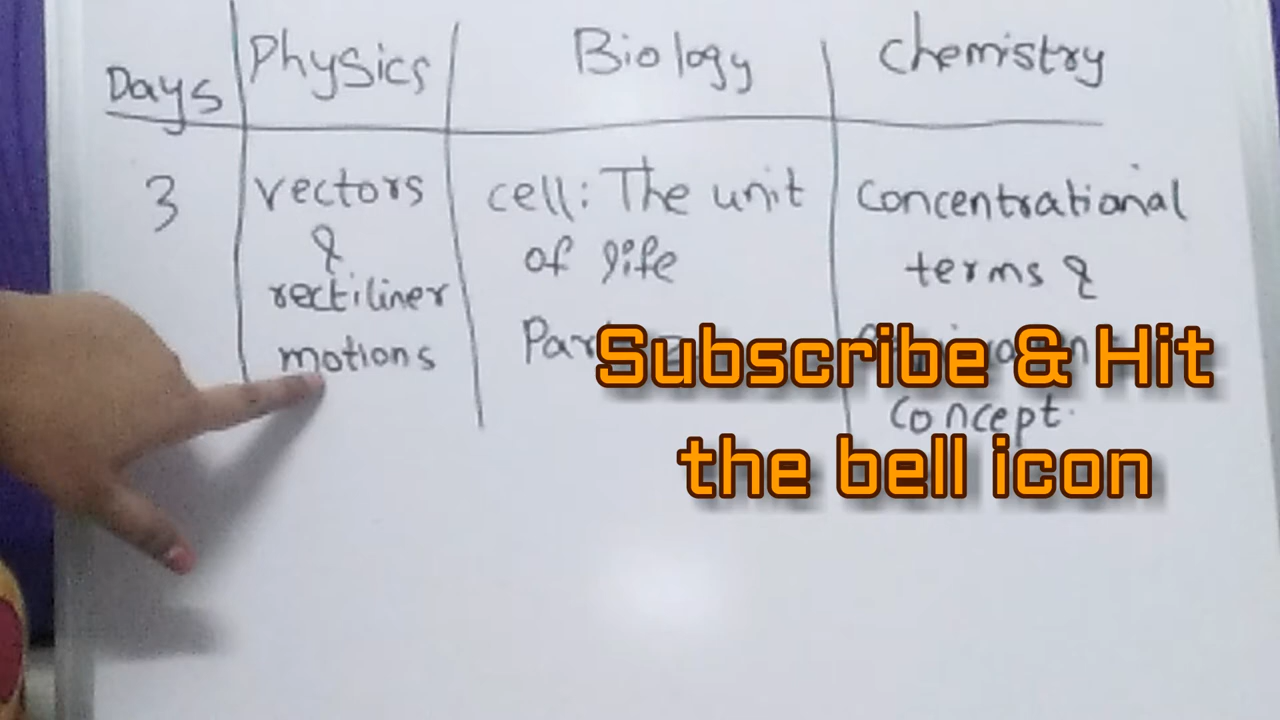 Days Physics Biology Chemistry
3
vectors
&
rectiliner
motions
cell: The unit
of life
concentrational
terms &
concept.
Subscribe & Hit
the bell icon